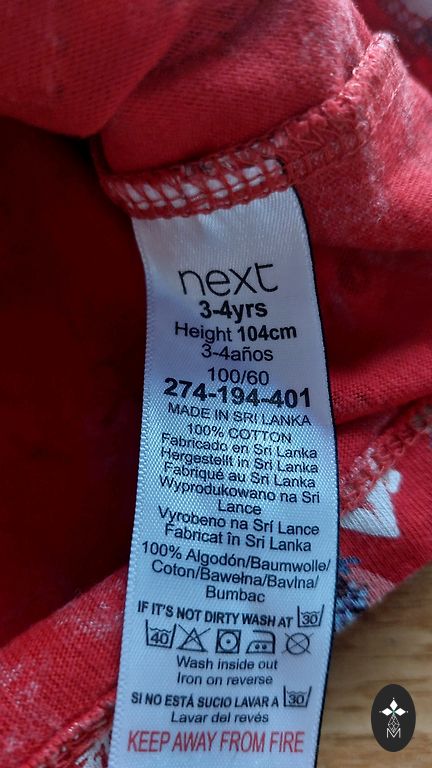 next
3-4yrs
Height 104cm
3-4años
100/60
274-194-401
MADE IN SRI LANKA
100% COTTON
Fabricado en Sri Lanka
Hergestellt in Sri Lanka
Fabriqué au Sri Lanka
Wyprodukowano na Sri
Lance
Vyrobeno na Srí Lance
Fabricat în Sri Lanka
100% Algodón/Baumwolle/
Coton/Bawełna/Bavlna/
Bumbac
IF IT'S NOT DIRTY WASH AT 30
40
Wash inside out
Iron on reverse
SI NO ESTÁ SUCIO LAVAR A 30
Lavar del revés
KEEP AWAY FROM FIRE